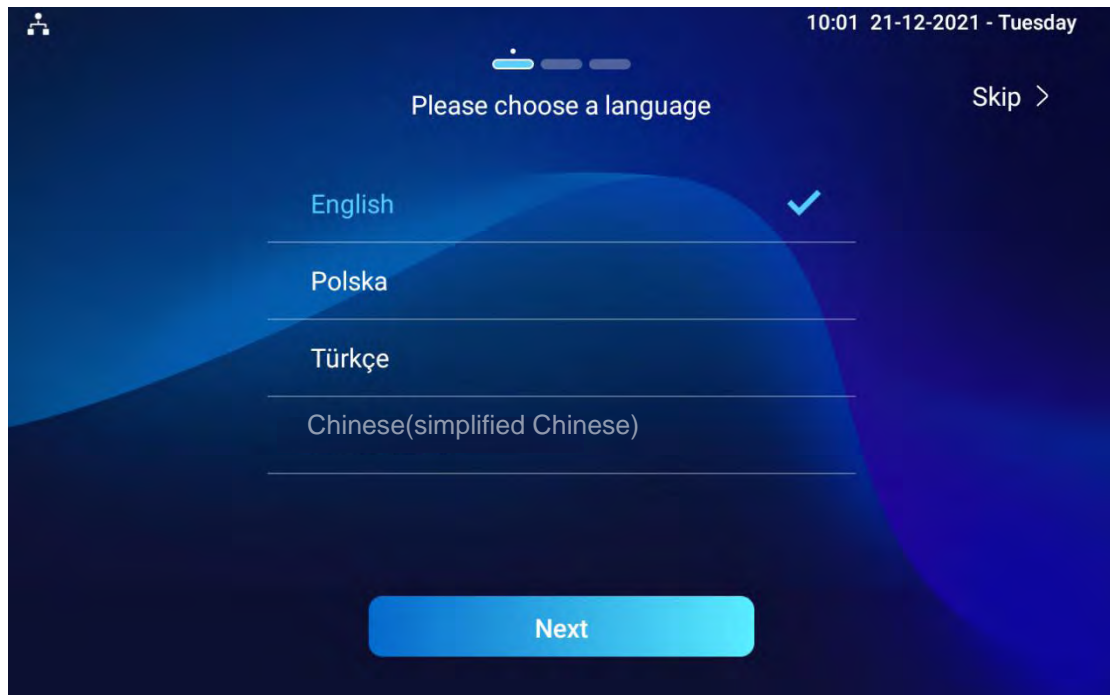 10:01 21-12-2021 - Tuesday
Please choose a language
Skip >
English
Polska
Türkçe
Chinese(simplified Chinese)
Next